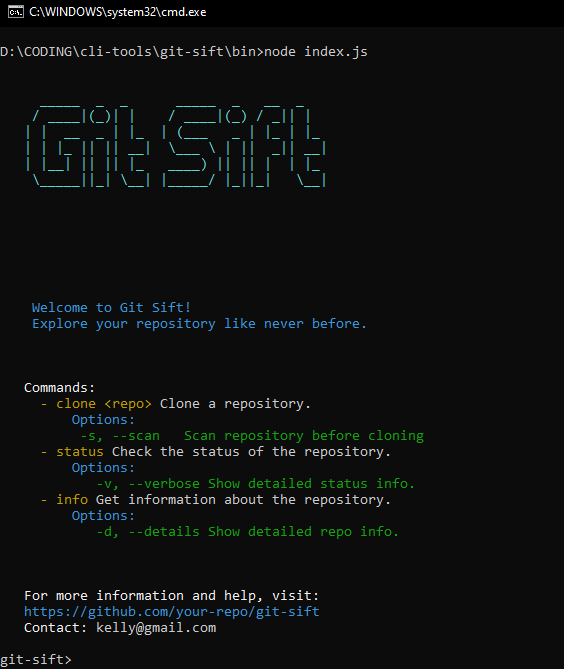 C:\WINDOWS\system32\cmd.exe
D:\CODING\cli-tools\git-sift\bin>node index.js
Git Sift
Welcome to Git Sift!
Explore your repository like never before.
Commands:
- clone <repo> Clone a repository.
Options:
-s, --scan Scan repository before cloning
- status Check the status of the repository.
Options:
-v, --verbose Show detailed status info.
- info Get information about the repository.
Options:
-d, --details Show detailed repo info.
For more information and help, visit:
https://github.com/your-repo/git-sift
Contact: kelly@gmail.com
git-sift>